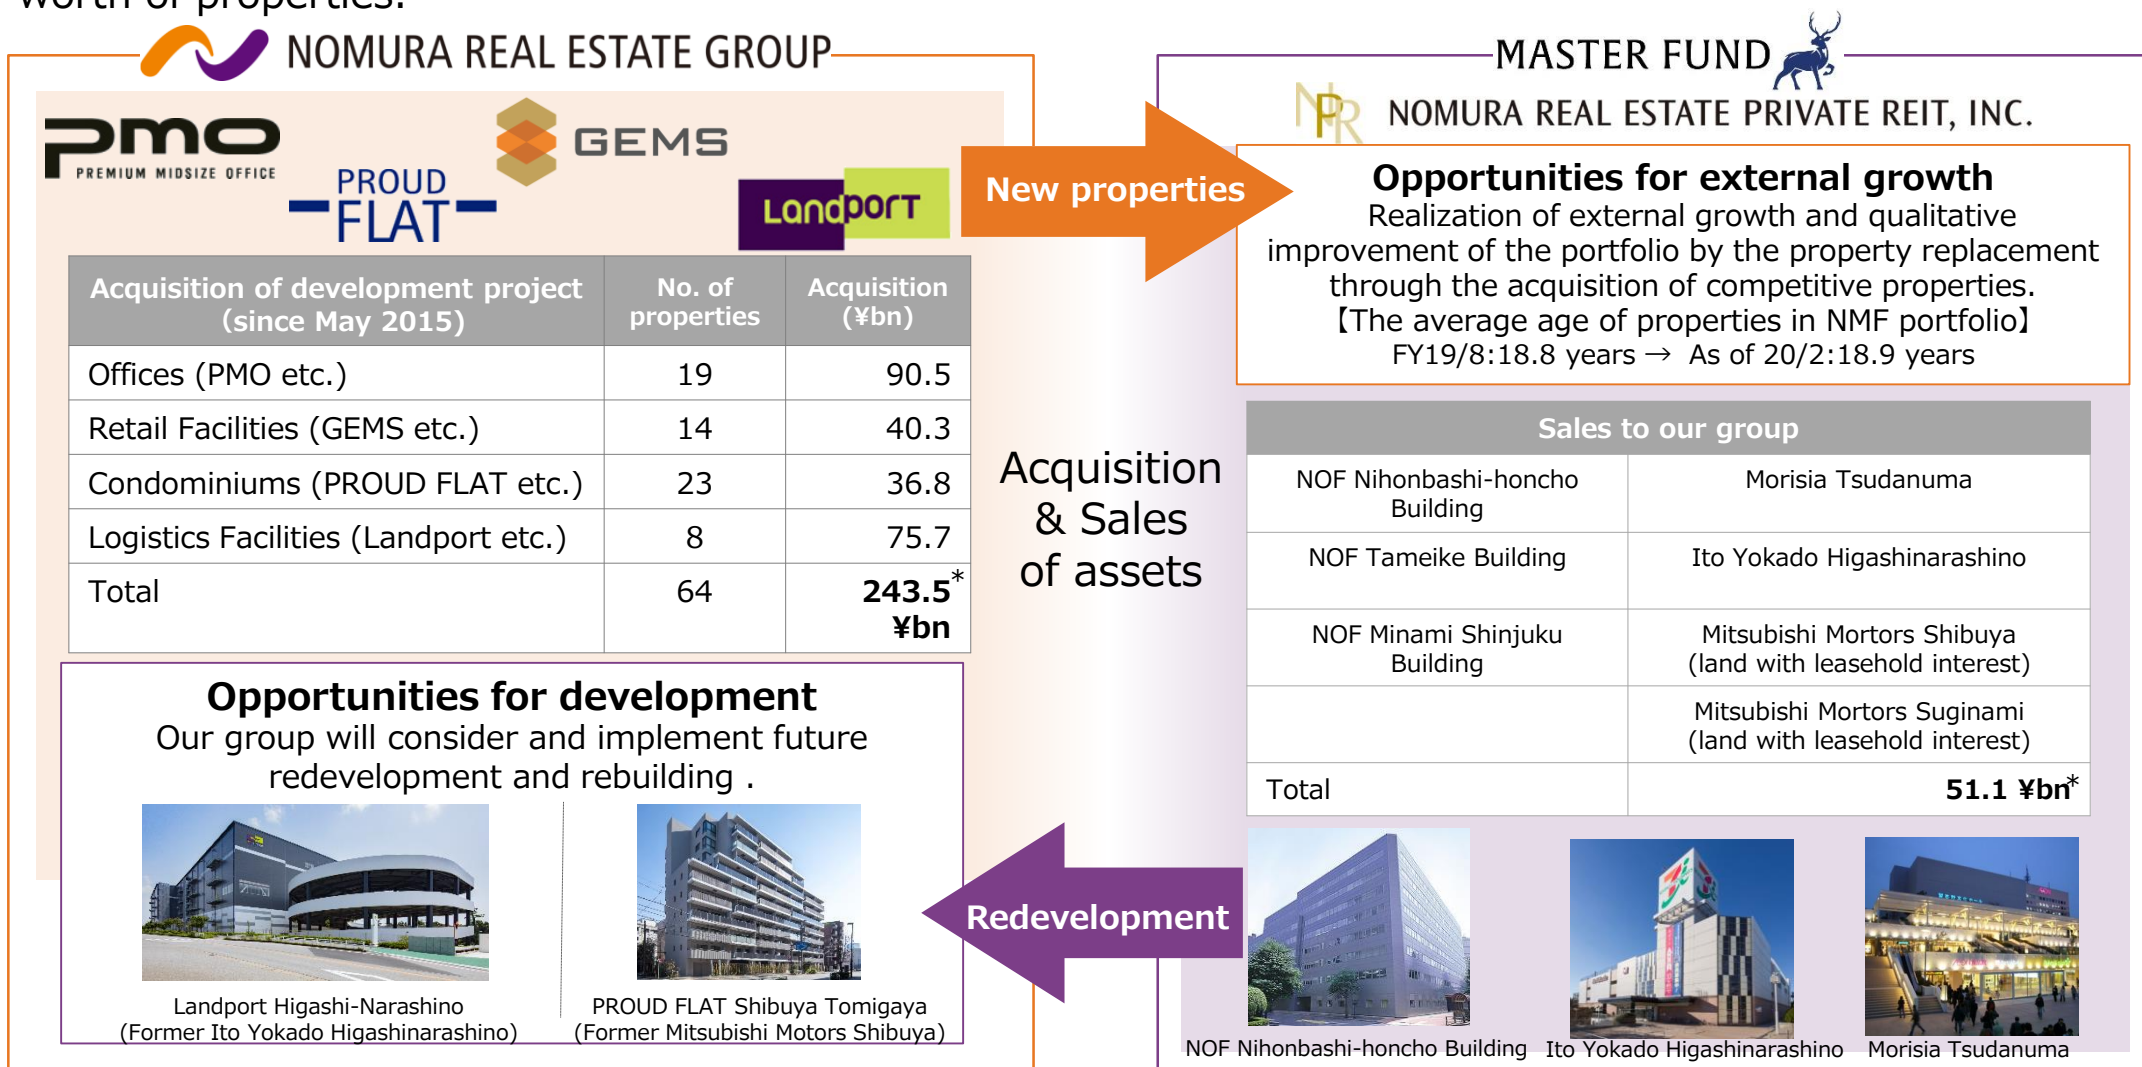 worth of properties.
NOMURA REAL ESTATE GROUP
MASTER FUND
NPR
NOMURA REAL ESTATE PRIVATE REIT, INC.
pmo
PREMIUM MIDSIZE OFFICE
GEMS
PROUD
FLAT
Landport
New properties
Opportunities for external growth
Realization of external growth and qualitative
improvement of the portfolio by the property replacement
through the acquisition of competitive properties.
【The average age of properties in NMF portfolio】
FY19/8:18.8 years → As of 20/2:18.9 years
Acquisition of development project
(since May 2015)
No. of
properties
Acquisition
(¥bn)
Offices (PMO etc.) 19 90.5
Retail Facilities (GEMS etc.) 14 40.3
Condominiums (PROUD FLAT etc.) 23 36.8
Logistics Facilities (Landport etc.) 8 75.7
Total 64 243.5*
¥bn
Acquisition
& Sales
of assets
Sales to our group
NOF Nihonbashi-honcho
Building
Morisia Tsudanuma
NOF Tameike Building
Ito Yokado Higashinarashino
NOF Minami Shinjuku
Building
Mitsubishi Mortors Shibuya
(land with leasehold interest)
Mitsubishi Mortors Suginami
(land with leasehold interest)
Total 51.1 ¥bn*
Opportunities for development
Our group will consider and implement future
redevelopment and rebuilding .
Redevelopment
Landport Higashi-Narashino
(Former Ito Yokado Higashinarashino)
PROUD FLAT Shibuya Tomigaya
(Former Mitsubishi Motors Shibuya)
NOF Nihonbashi-honcho Building
Ito Yokado Higashinarashino
Morisia Tsudanuma